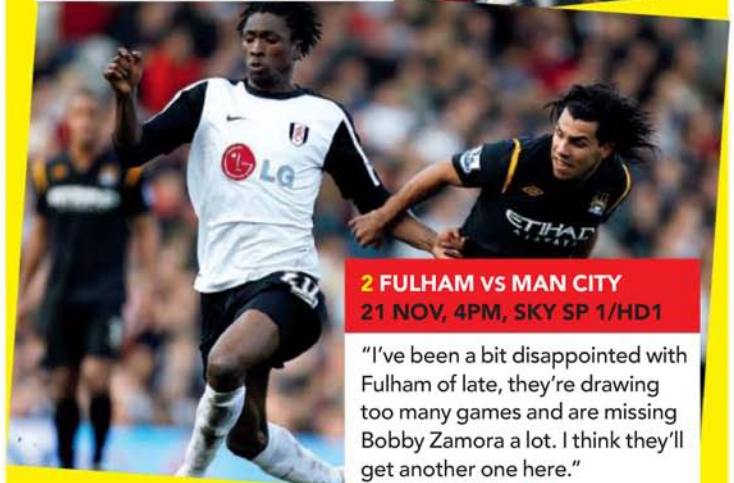 LG
ETIHAD
AIRWAYS
2 FULHAM VS MAN CITY
21 NOV, 4PM, SKY SP 1/HD1
“I’ve been a bit disappointed with
Fulham of late, they’re drawing
too many games and are missing
Bobby Zamora a lot. I think they’ll
get another one here.”